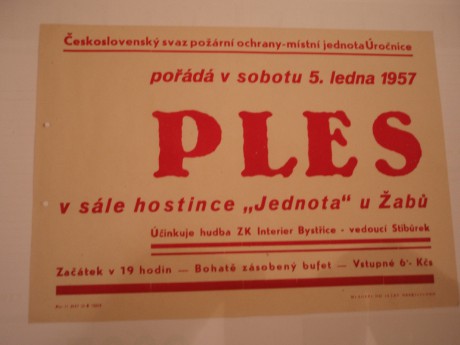 Československý svaz požární ochrany-místní jednota Úročnice
pořádá v sobotu 5. ledna 1957
PLES
v sále hostince „Jednota" u Žabů
Účinkuje hudba ZK Interier Bystřice - vedoucí Stibůrek
Začátek v 19 hodin — Bohatě zásobený bufet — Vstupné 6·- Kčs